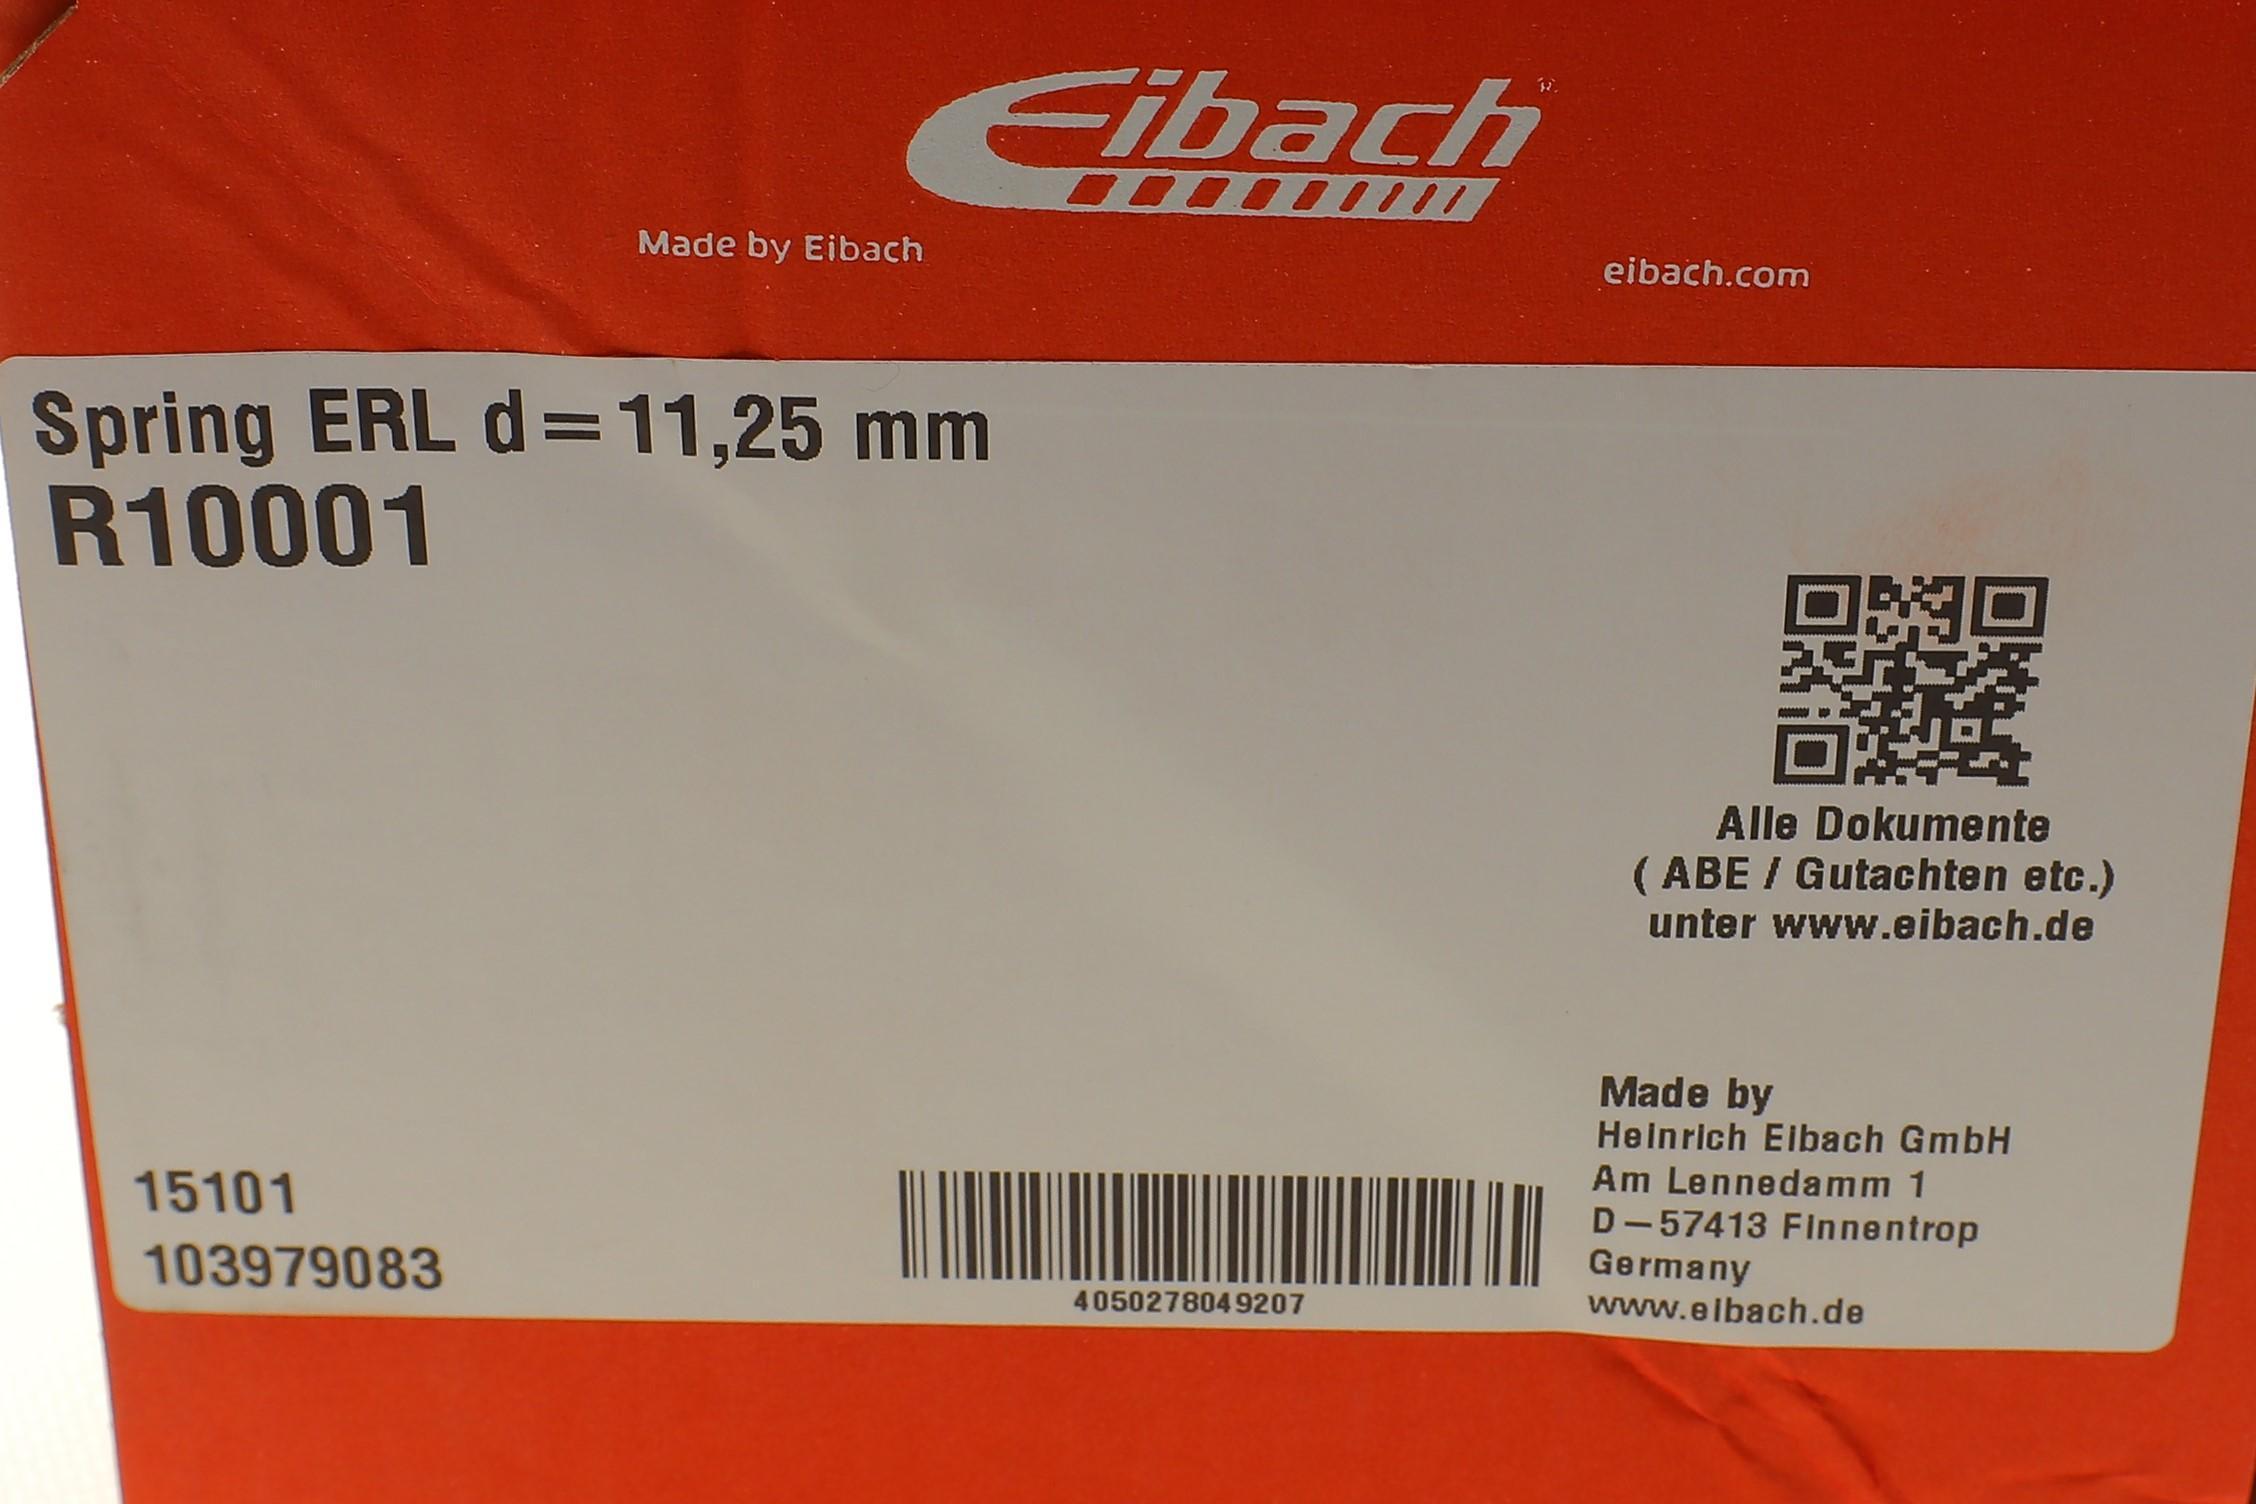 Eibach
Made by Eibach
eibach.com
Spring ERL d=11,25 mm
R10001
Alle Dokumente
( ABE / Gutachten etc.)
unter www.eibach.de
Made by
Heinrich Eibach GmbH
Am Lennedamm 1
D-57413 Finnentrop
Germany
www.eibach.de
15101
103979083
4050278049207